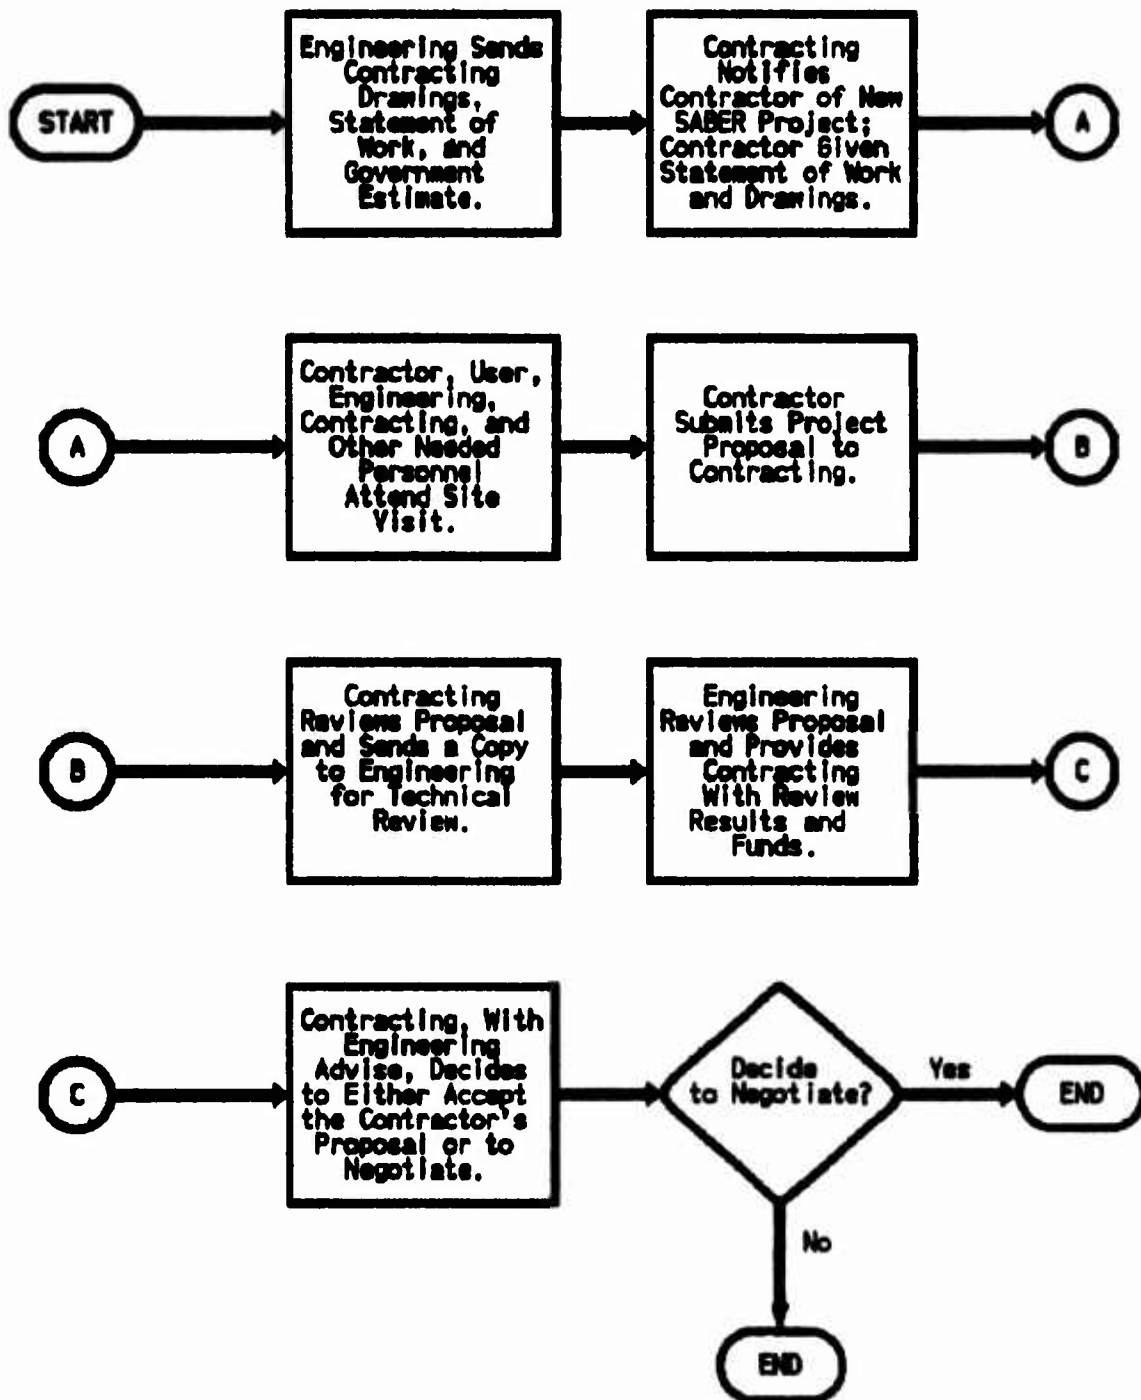 START
Engineering Sends
Contracting
Drawings,
Statement of
Work, and
Government
Estimate.
Contracting
Notifies
Contractor of New
SABER Project;
Contractor Given
Statement of Work
and Drawings.
A
A
Contractor, User,
Engineering,
Contracting, and
Other Needed
Personnel
Attend Site
Visit.
Contractor
Submits Project
Proposal to
Contracting.
B
B
Contracting
Reviews Proposal
and Sends a Copy
to Engineering
for Technical
Review.
Engineering
Reviews Proposal
and Provides
Contracting
With Review
Results and
Funds.
C
C
Contracting, With
Engineering
Advise, Decides
to Either Accept
the Contractor's
Proposal or to
Negotiate.
Decide
to Negotiate?
Yes
END
No
END